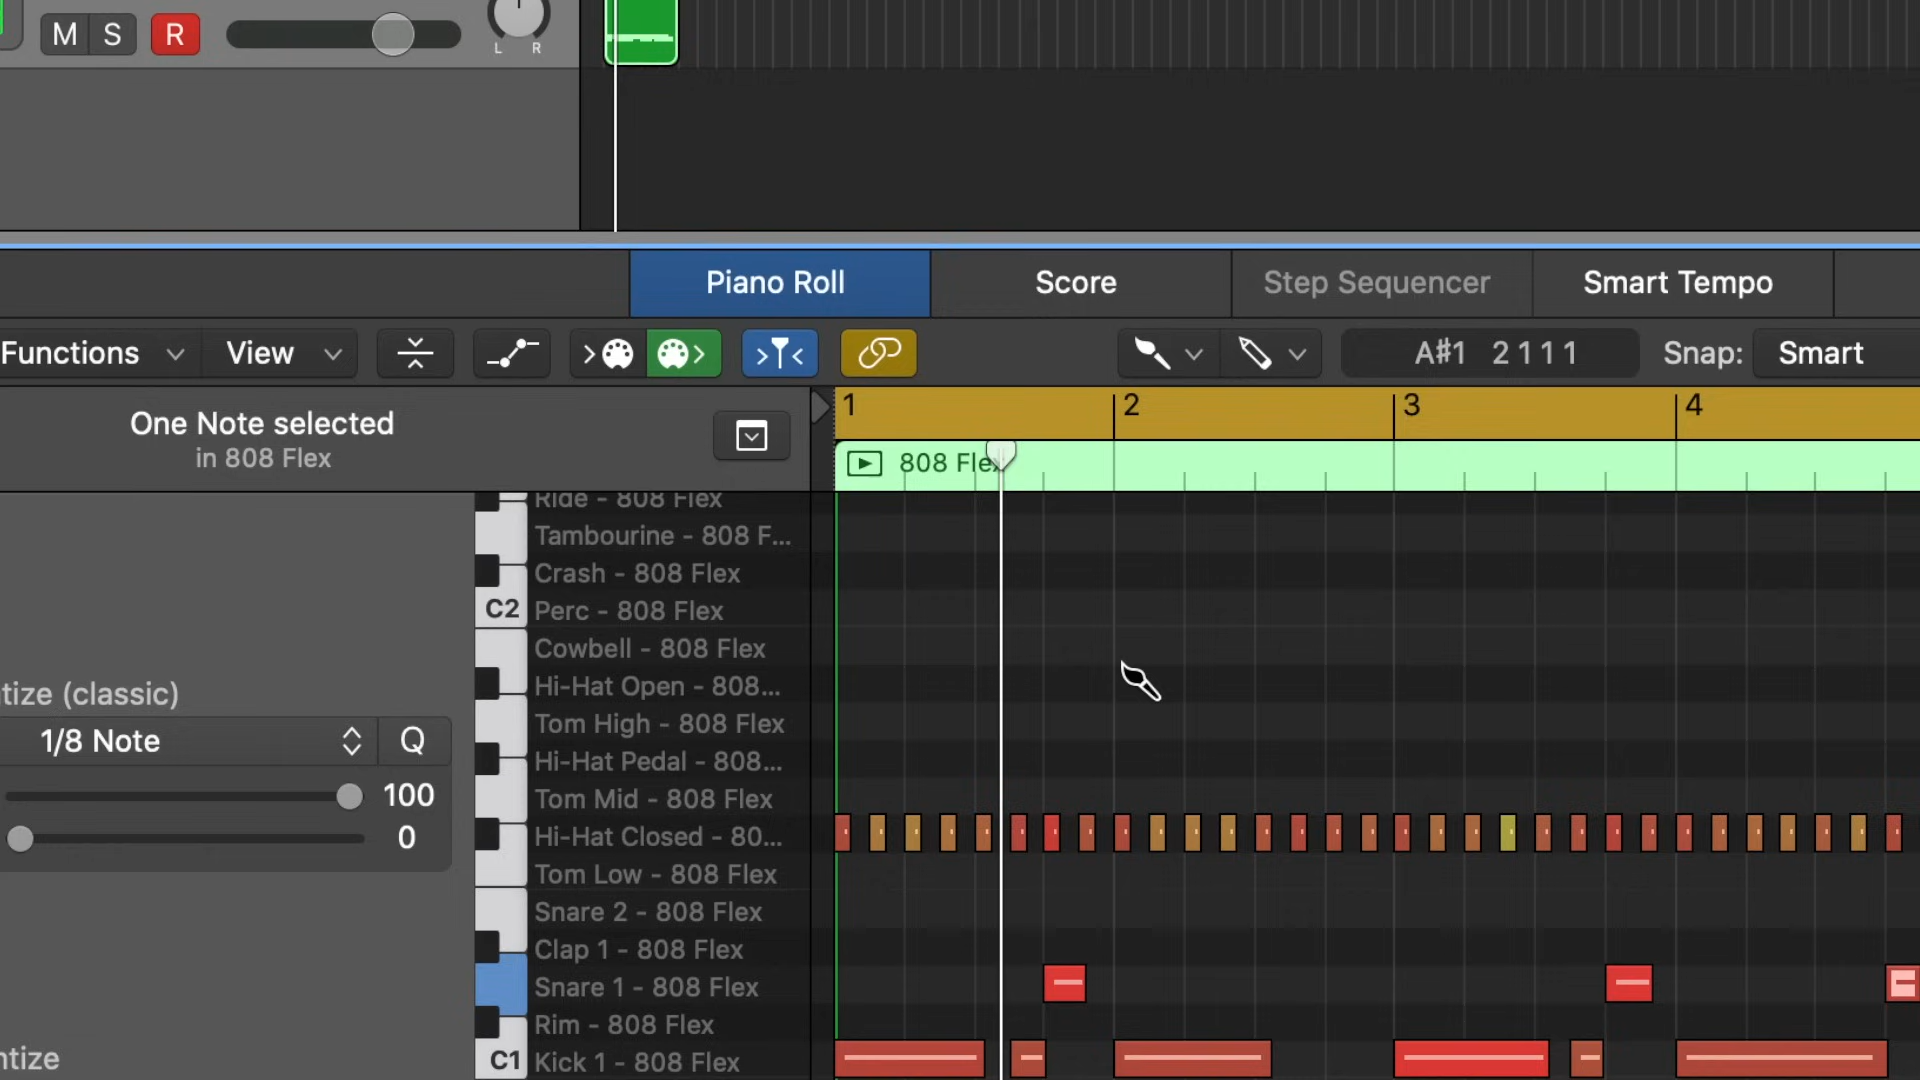 M S R
L R
Piano Roll Score Step Sequencer Smart Tempo
Functions View A#1 2 1 1 1 Snap: Smart
One Note selected
in 808 Flex
1 2 3 4
808 Flex
Ride - 808 Flex
Tambourine - 808 F...
Crash - 808 Flex
C2 Perc - 808 Flex
Cowbell - 808 Flex
Hi-Hat Open - 808...
Tom High - 808 Flex
Hi-Hat Pedal - 808...
Tom Mid - 808 Flex
Hi-Hat Closed - 80...
Tom Low - 808 Flex
Snare 2 - 808 Flex
Clap 1 - 808 Flex
Snare 1 - 808 Flex
Rim - 808 Flex
C1 Kick 1 - 808 Flex
tize (classic)
1/8 Note Q
100
0
ntize